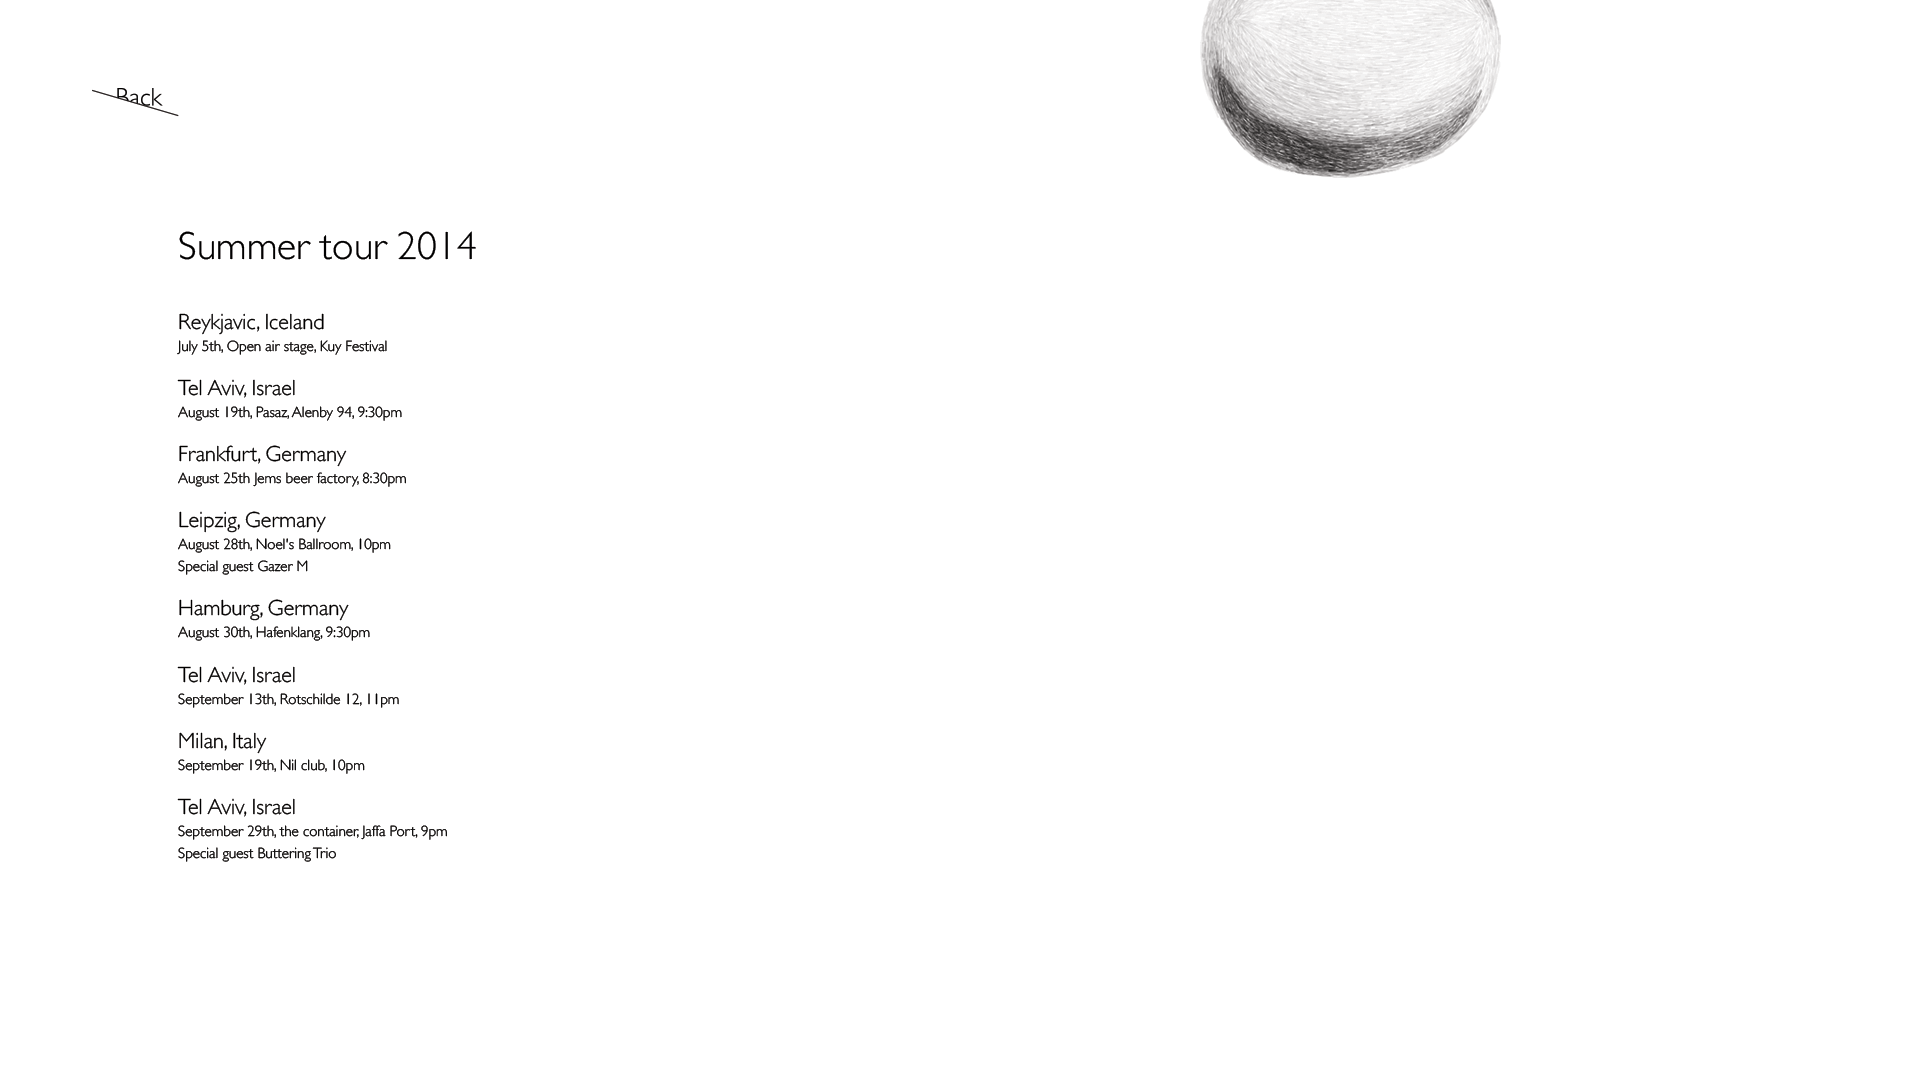 Back
Summer tour 2014
Reykjavic, Iceland
July 5th, Open air stage, Kuy Festival
Tel Aviv, Israel
August 19th, Pasaz, Alenby 94, 9:30pm
Frankfurt, Germany
August 25th Jems beer factory, 8:30pm
Leipzig, Germany
August 28th, Noel's Ballroom, 10pm
Special guest Gazer M
Hamburg, Germany
August 30th, Hafenklang, 9:30pm
Tel Aviv, Israel
September 13th, Rotschilde 12, 11pm
Milan, Italy
September 19th, Nil club, 10pm
Tel Aviv, Israel
September 29th, the container, Jaffa Port, 9pm
Special guest Buttering Trio